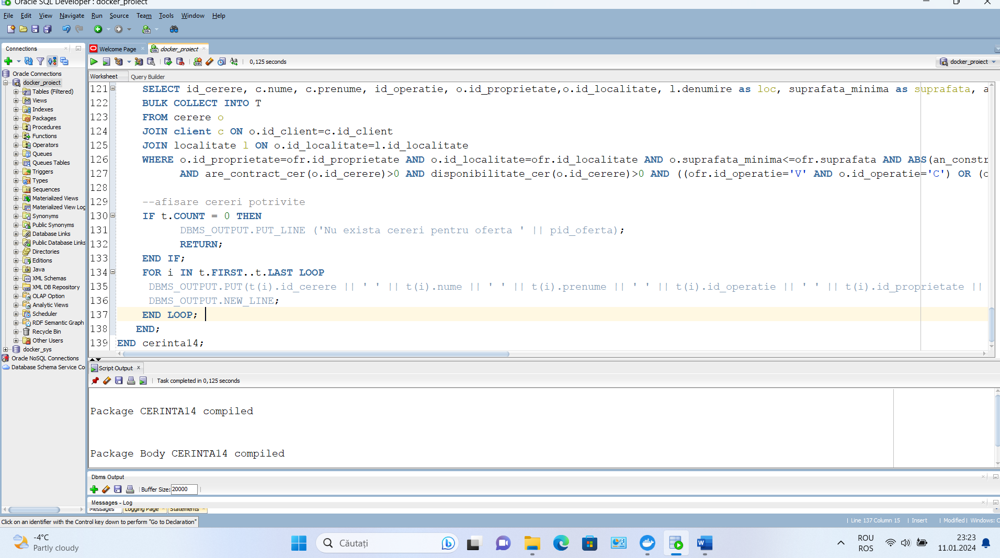 Oracle SQL Developer : docker_proiect
File Edit View Navigate Run Source Team Tools Window Help
Connections
Welcome Page
docker_proiect
0,125 seconds
docker_proiect
Worksheet Query Builder
Oracle Connections
docker_proiect
Tables (Filtered)
Views
Indexes
Packages
Procedures
Functions
Operators
Queues
Queues Tables
Triggers
Types
Sequences
Materialized Views
Materialized View Log
Synonyms
Public Synonyms
Database Links
Public Database Links
Directories
Editions
Java
XML Schemas
XML DB Repository
OLAP Option
Analytic Views
Scheduler
RDF Semantic Graph
Recycle Bin
Other Users
docker_sys
Oracle NoSQL Connections
Database Schema Service Co
121 SELECT id_cerere, c.nume, c.prenume, id_operatie, o.id_proprietate,o.id_localitate, l.denumire as loc, suprafata_minima as suprafata, a
122 BULK COLLECT INTO T
123 FROM cerere o
124 JOIN client c ON o.id_client=c.id_client
125 JOIN localitate l ON o.id_localitate=l.id_localitate
126 WHERE o.id_proprietate=ofr.id_proprietate AND o.id_localitate=ofr.id_localitate AND o.suprafata_minima<=ofr.suprafata AND ABS(an_constr
127 AND are_contract_cer(o.id_cerere)>0 AND disponibilitate_cer(o.id_cerere)>0 AND ((ofr.id_operatie='V' AND o.id_operatie='C') OR (o
128
129 --afisare cereri potrivite
130 IF t.COUNT = 0 THEN
131 DBMS_OUTPUT.PUT_LINE ('Nu exista cereri pentru oferta ' || pid_oferta);
132 RETURN;
133 END IF;
134 FOR i IN t.FIRST..t.LAST LOOP
135 DBMS_OUTPUT.PUT(t(i).id_cerere || ' ' || t(i).nume || ' ' || t(i).prenume || ' ' || t(i).id_operatie || ' ' || t(i).id_proprietate ||
136 DBMS_OUTPUT.NEW_LINE;
137 END LOOP;
138 END;
139 END cerinta14;
Script Output
Task completed in 0,125 seconds
Package CERINTA14 compiled
Package Body CERINTA14 compiled
Dbms Output
Buffer Size: 20000
Messages - Log
Messages Logging Page Statements
Click on an identifier with the Control key down to perform "Go to Declaration"
Line 137 Column 15 Insert Modified Windows: C
-4°C
Partly cloudy
Căutați
ROU
ROS
23:23
11.01.2024